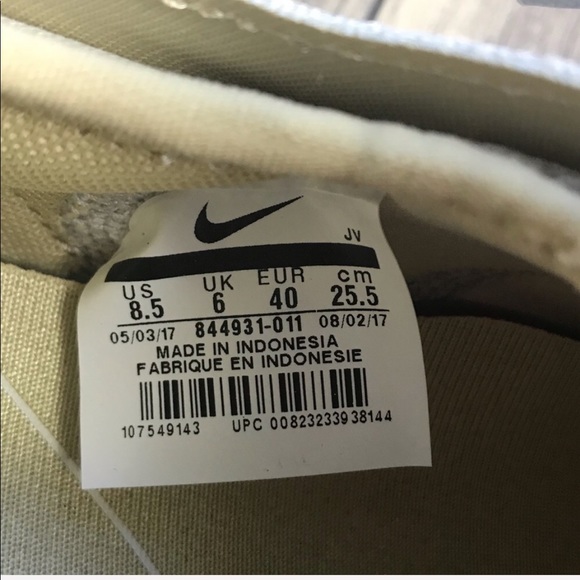 JV
US UK EUR cm
8.5 6 40 25.5
05/03/17 844931-011 08/02/17
MADE IN INDONESIA
FABRIQUE EN INDONESIE
107549143 UPC 00823233938144